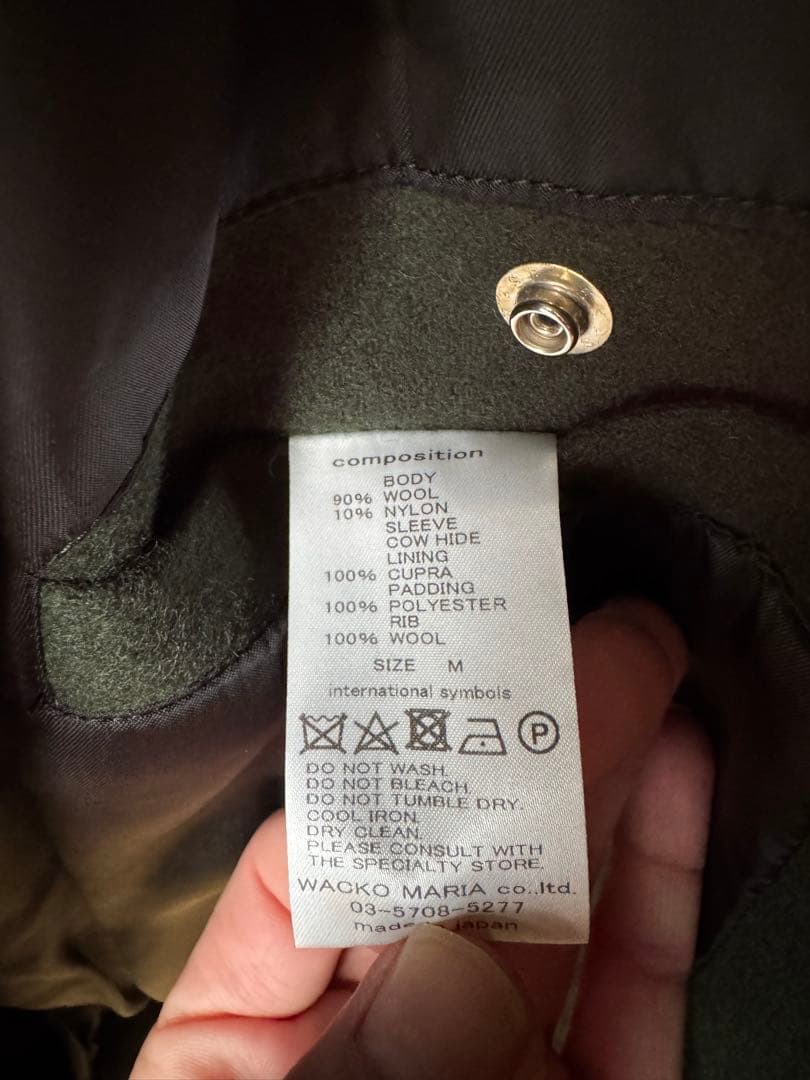 composition
BODY
90% WOOL
10% NYLON
SLEEVE
COW HIDE
LINING
100% CUPRA
PADDING
100% POLYESTER
RIB
100% WOOL
SIZE M
international symbols
P
DO NOT WASH.
DO NOT BLEACH.
DO NOT TUMBLE DRY.
COOL IRON.
DRY CLEAN.
PLEASE CONSULT WITH
THE SPECIALTY STORE.
WACKO MARIA co.,ltd.
03-5708-5277
made japan